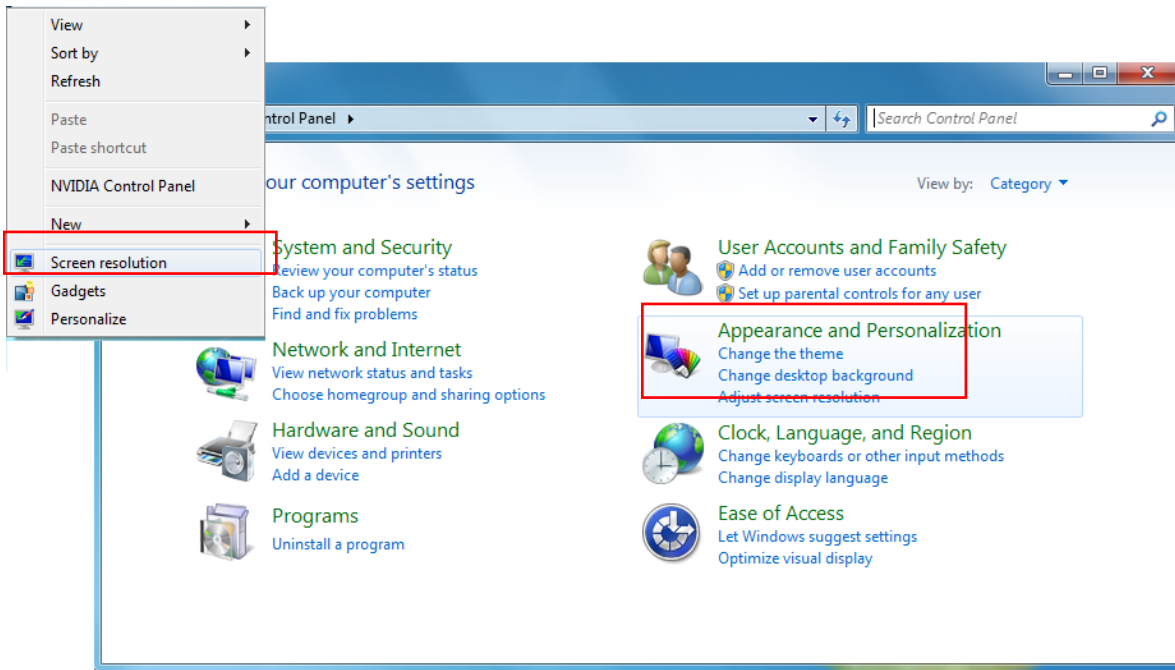 View
Sort by
Refresh
Paste
Paste shortcut
NVIDIA Control Panel
New
Screen resolution
Gadgets
Personalize
ntrol Panel
Search Control Panel
our computer's settings
View by: Category
System and Security
Review your computer's status
Back up your computer
Find and fix problems
Network and Internet
View network status and tasks
Choose homegroup and sharing options
Hardware and Sound
View devices and printers
Add a device
Programs
Uninstall a program
User Accounts and Family Safety
Add or remove user accounts
Set up parental controls for any user
Appearance and Personalization
Change the theme
Change desktop background
Adjust screen resolution
Clock, Language, and Region
Change keyboards or other input methods
Change display language
Ease of Access
Let Windows suggest settings
Optimize visual display